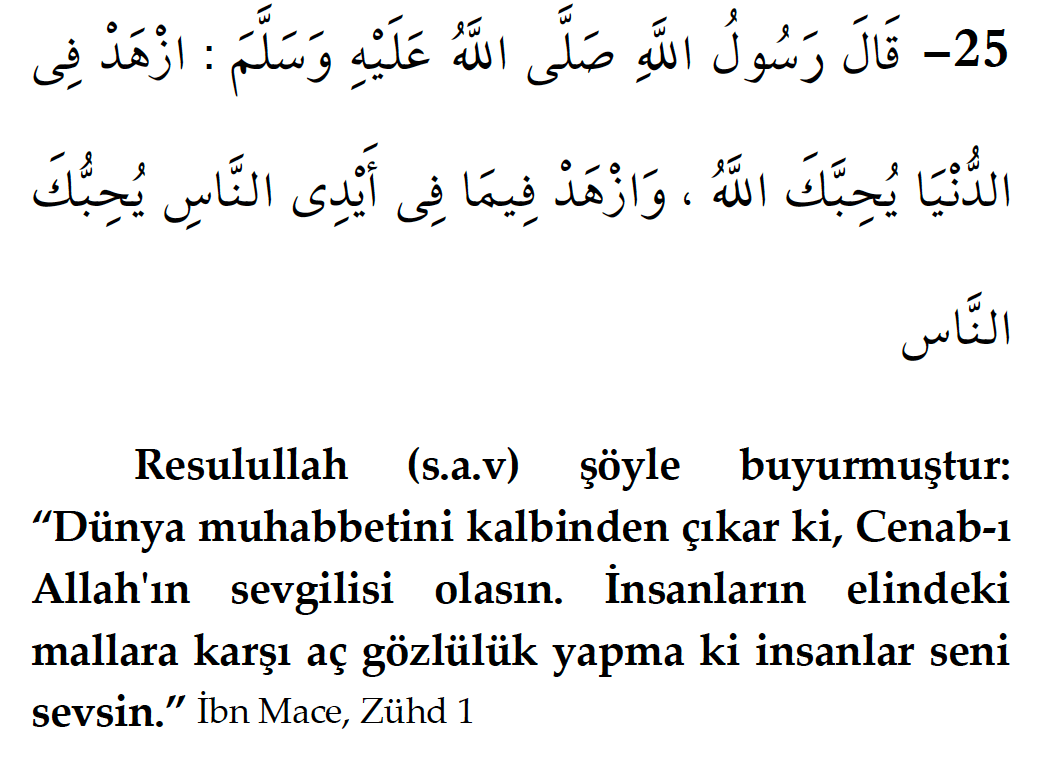 25– قَالَ رَسُولُ اللَّهِ صَلَّى اللَّهُ عَلَيْهِ وَسَلَّمَ : ازْهَدْ فِى
الدُّنْيَا يُحِبَّكَ اللَّهُ ، وَازْهَدْ فِيمَا فِى أَيْدِى النَّاسِ يُحِبُّكَ
النَّاس
Resulullah (s.a.v) şöyle buyurmuştur:
“Dünya muhabbetini kalbinden çıkar ki, Cenab-ı
Allah'ın sevgilisi olasın. İnsanların elindeki
mallara karşı aç gözlülük yapma ki insanlar seni
sevsin.” İbn Mace, Zühd 1